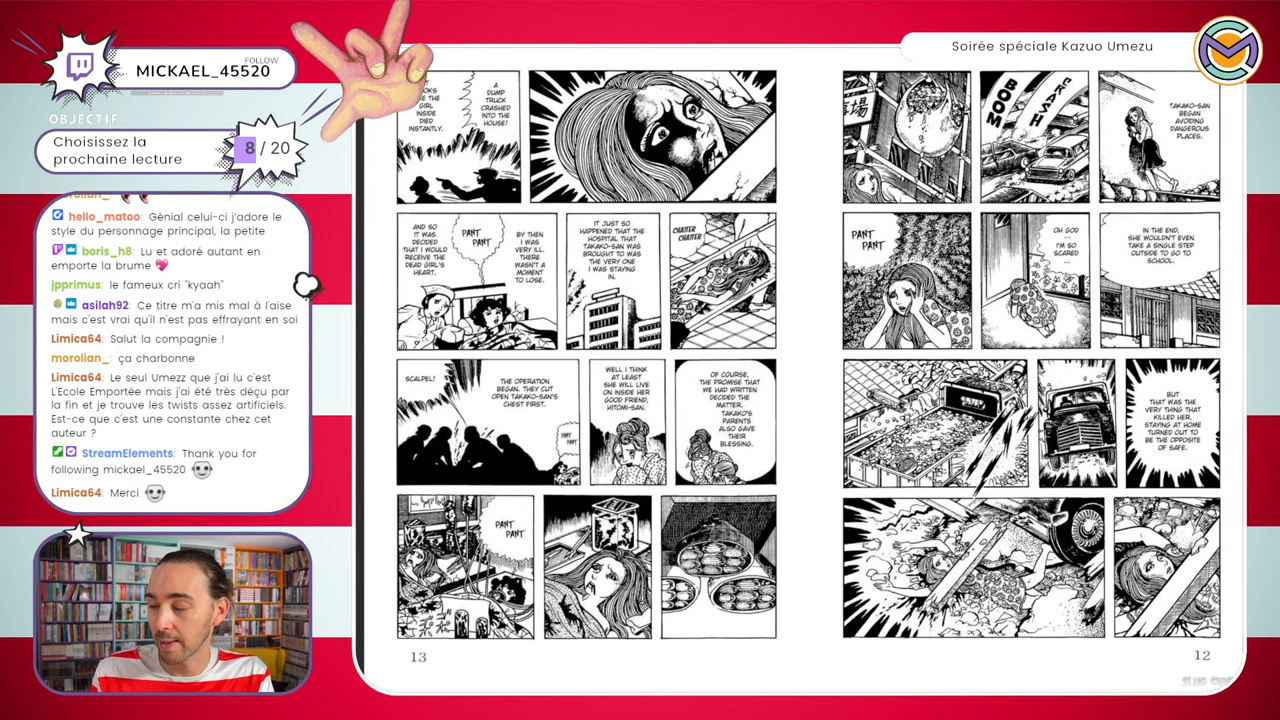 FOLLOW
MICKAEL_45520
OBJECTIF
Choisissez la
prochaine lecture
8 / 20
hello_matoo: Génial celui-ci j'adore le
style du personnage principal, la petite
boris_h8: Lu et adoré autant en
emporte la brume
jpprimus: le fameux cri "kyaah"
asilah92: Ce titre m'a mis mal à l'aise
mais c'est vrai qu'il n'est pas effrayant en soi
Limica64: Salut la compagnie !
morolian_: ça charbonne
Limica64: Le seul Umezz que j'ai lu c'est
L'Ecole Emportée mais j'ai été très déçu par
la fin et je trouve les twists assez artificiels.
Est-ce que c'est une constante chez cet
auteur ?
StreamElements: Thank you for
following mickael_45520
Limica64: Merci
Soirée spéciale Kazuo Umezu
TAKAKO-SAN
BEGAN
AVOIDING
DANGEROUS
PLACES.
CRASH
BOOM
IN THE END,
SHE WOULDN'T EVEN
TAKE A SINGLE STEP
OUTSIDE TO GO TO
SCHOOL.
OH GOD
...
I'M SO
SCARED
...
PANT
PANT
BUT
THAT WAS THE
VERY THING THAT
KILLED HER.
STAYING AT HOME
TURNED OUT TO
BE THE OPPOSITE
OF SAFE.
12
A
DUMP
TRUCK
CRASHED
INTO THE
HOUSE!
THE
GIRL
INSIDE
DIED
INSTANTLY.
CHATTER
CHATTER
IT JUST SO
HAPPENED THAT THE
HOSPITAL THAT
TAKAKO-SAN WAS
BROUGHT TO WAS
THE VERY ONE
I WAS STAYING
IN.
BY THEN
I WAS
VERY ILL.
THERE
WASN'T A
MOMENT
TO LOSE.
PANT
PANT
AND SO
IT WAS
DECIDED
THAT I WOULD
RECEIVE THE
DEAD GIRL'S
HEART.
OF COURSE,
THE PROMISE THAT
WE HAD WRITTEN
DECIDED THE
MATTER.
TAKAKO'S
PARENTS
ALSO GAVE
THEIR
BLESSING.
WELL I THINK
AT LEAST
SHE WILL LIVE
ON INSIDE HER
GOOD FRIEND,
HITOMI-SAN.
THE OPERATION
BEGAN. THEY CUT
OPEN TAKAKO-SAN'S
CHEST FIRST.
SCALPEL!
PANT
PANT
PANT
PANT
13